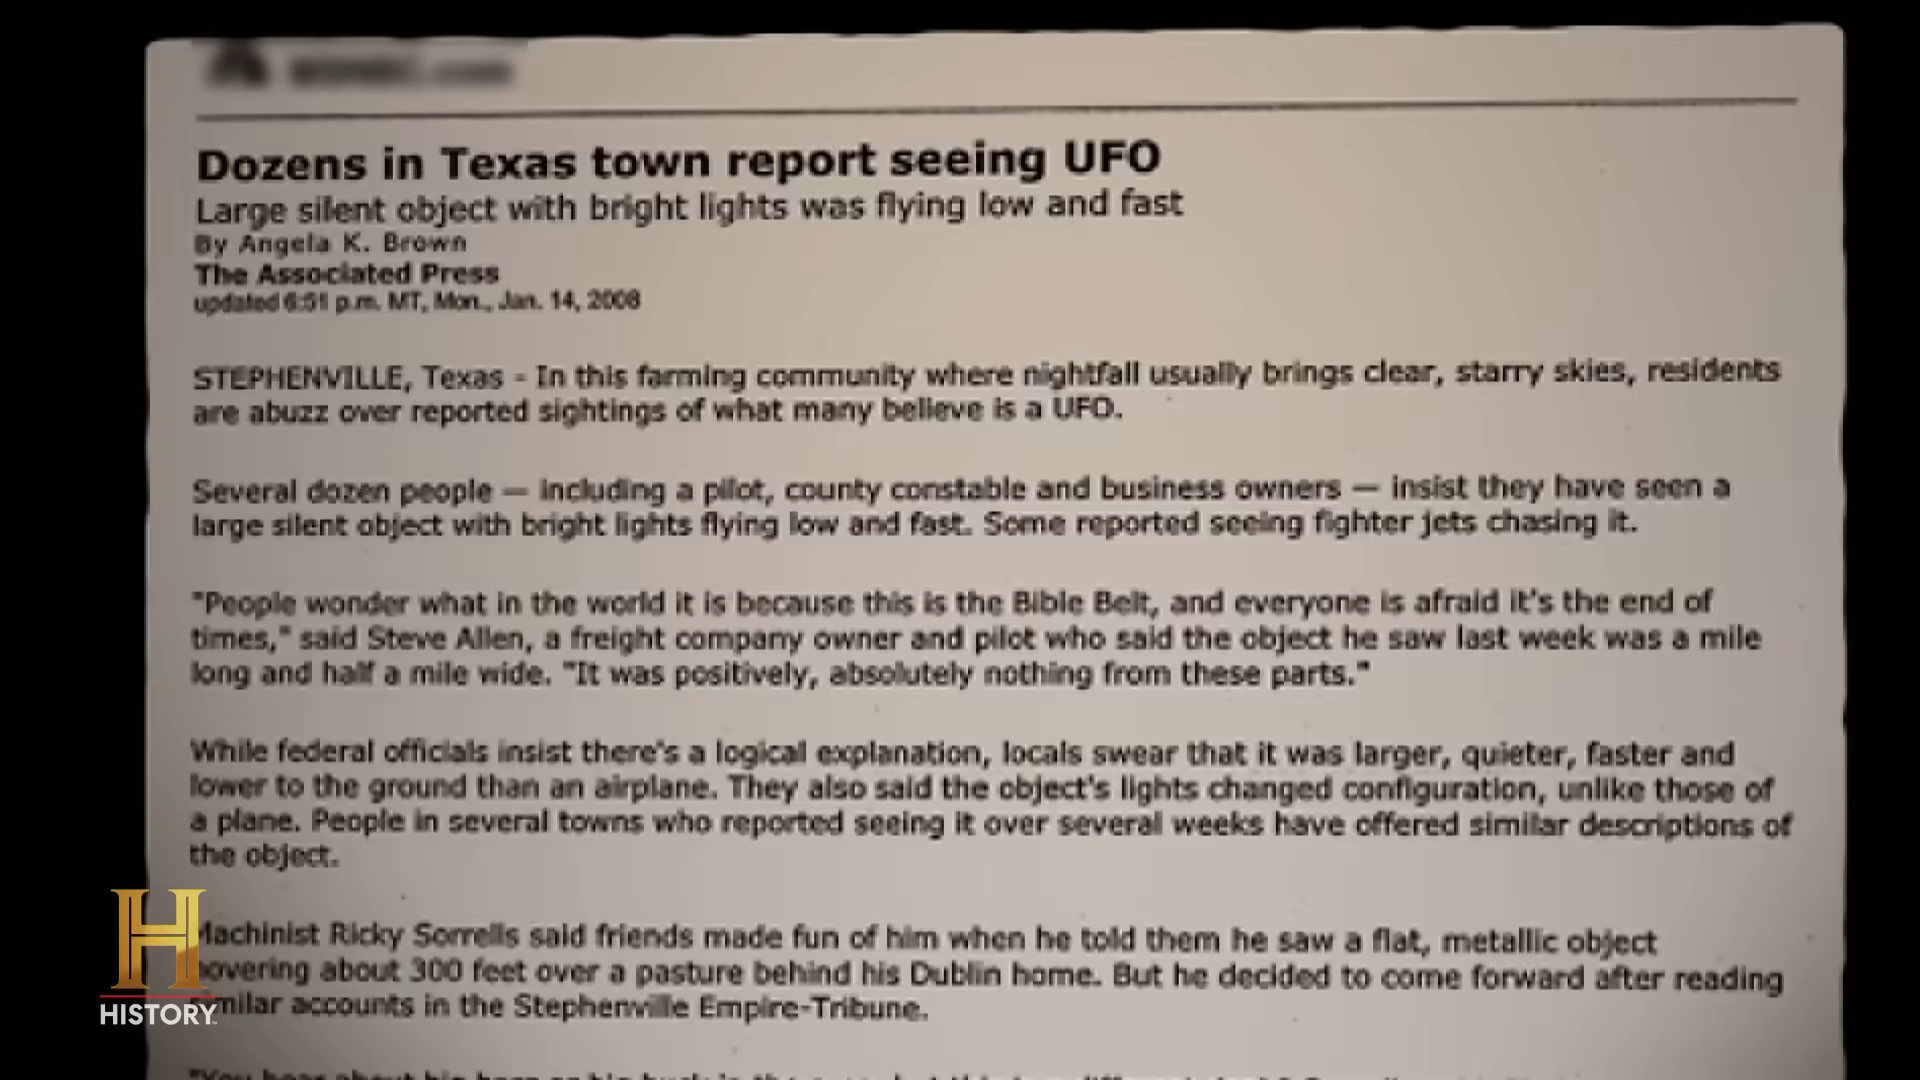 Dozens in Texas town report seeing UFO
Large silent object with bright lights was flying low and fast
By Angela K. Brown
The Associated Press
updated 6:51 p.m. MT, Mon., Jan. 14, 2008
STEPHENVILLE, Texas - In this farming community where nightfall usually brings clear, starry skies, residents
are abuzz over reported sightings of what many believe is a UFO.
Several dozen people — including a pilot, county constable and business owners — insist they have seen a
large silent object with bright lights flying low and fast. Some reported seeing fighter jets chasing it.
"People wonder what in the world it is because this is the Bible Belt, and everyone is afraid it's the end of
times," said Steve Allen, a freight company owner and pilot who said the object he saw last week was a mile
long and half a mile wide. "It was positively, absolutely nothing from these parts."
While federal officials insist there's a logical explanation, locals swear that it was larger, quieter, faster and
lower to the ground than an airplane. They also said the object's lights changed configuration, unlike those of
a plane. People in several towns who reported seeing it over several weeks have offered similar descriptions of
the object.
Machinist Ricky Sorrells said friends made fun of him when he told them he saw a flat, metallic object
hovering about 300 feet over a pasture behind his Dublin home. But he decided to come forward after reading
similar accounts in the Stephenville Empire-Tribune.
H
HISTORY